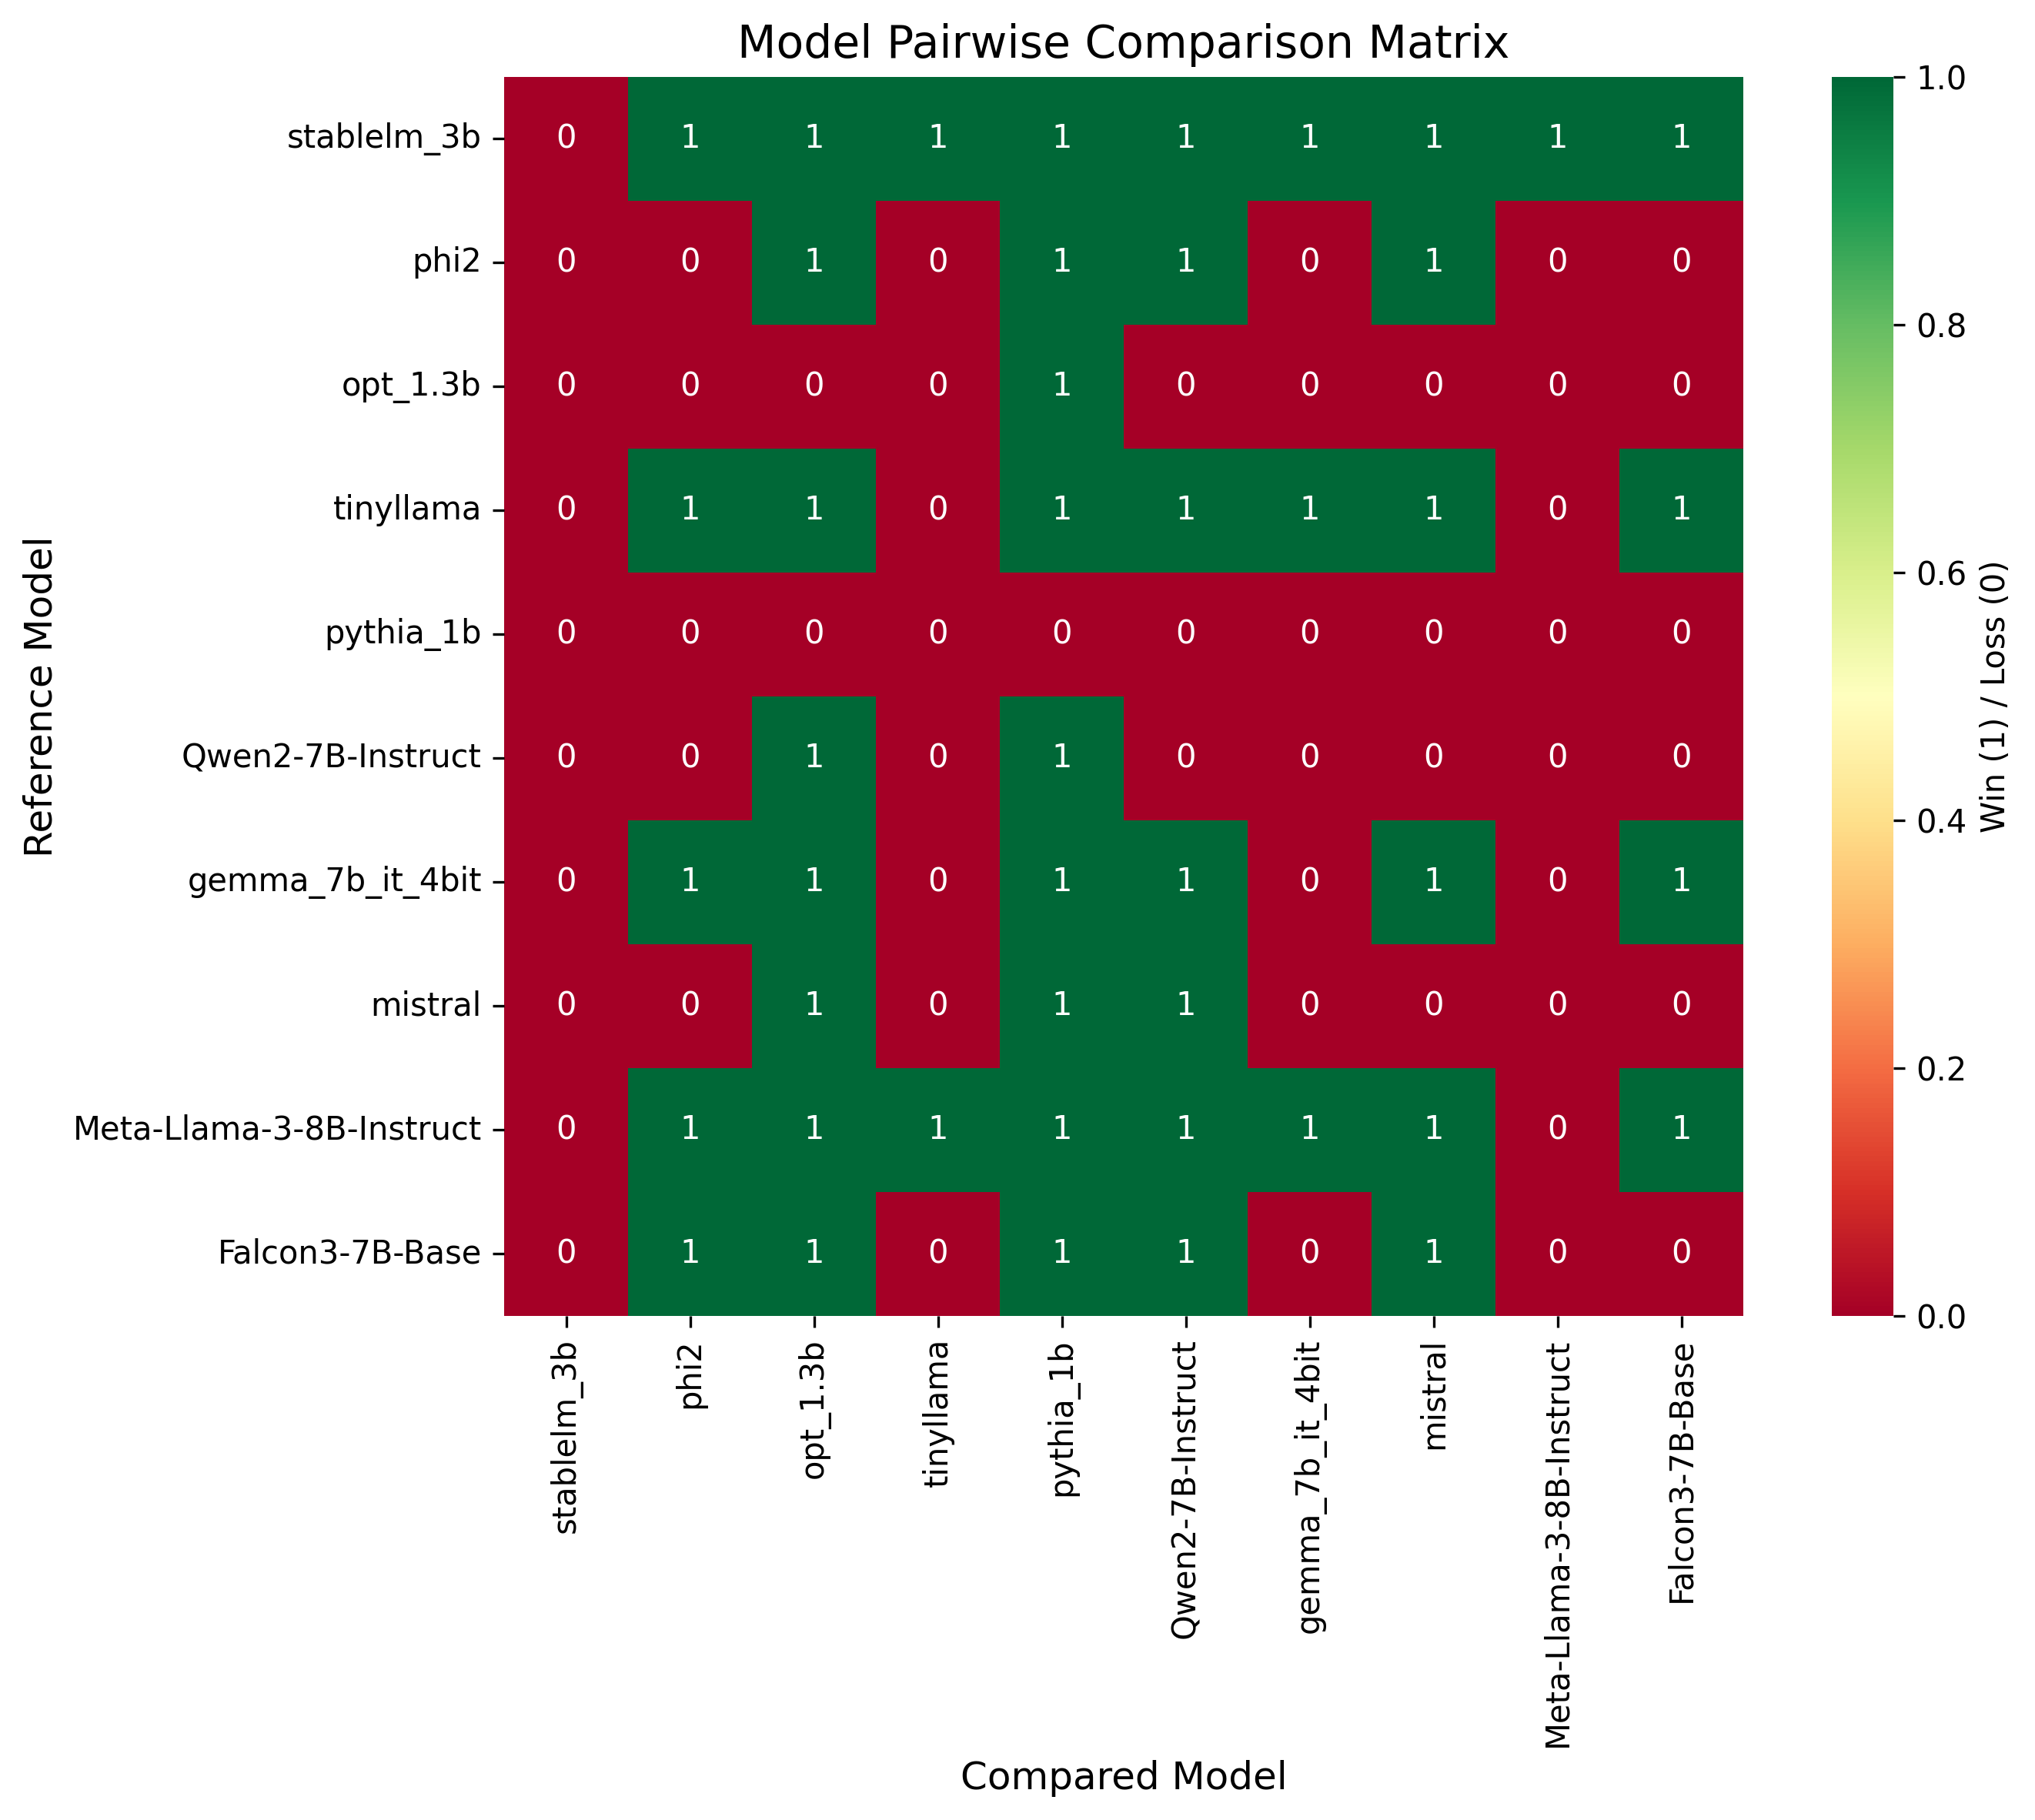 Model Pairwise Comparison Matrix
Reference Model
stablelm_3b 0 1 1 1 1 1 1 1 1 1
phi2 0 0 1 0 1 1 0 1 0 0
opt_1.3b 0 0 0 0 1 0 0 0 0 0
tinyllama 0 1 1 0 1 1 1 1 0 1
pythia_1b 0 0 0 0 0 0 0 0 0 0
Qwen2-7B-Instruct 0 0 1 0 1 0 0 0 0 0
gemma_7b_it_4bit 0 1 1 0 1 1 0 1 0 1
mistral 0 0 1 0 1 1 0 0 0 0
Meta-Llama-3-8B-Instruct 0 1 1 1 1 1 1 1 0 1
Falcon3-7B-Base 0 1 1 0 1 1 0 1 0 0
stablelm_3b
phi2
opt_1.3b
tinyllama
pythia_1b
Qwen2-7B-Instruct
gemma_7b_it_4bit
mistral
Meta-Llama-3-8B-Instruct
Falcon3-7B-Base
Compared Model
1.0
0.8
0.6
0.4
0.2
0.0
Win (1) / Loss (0)